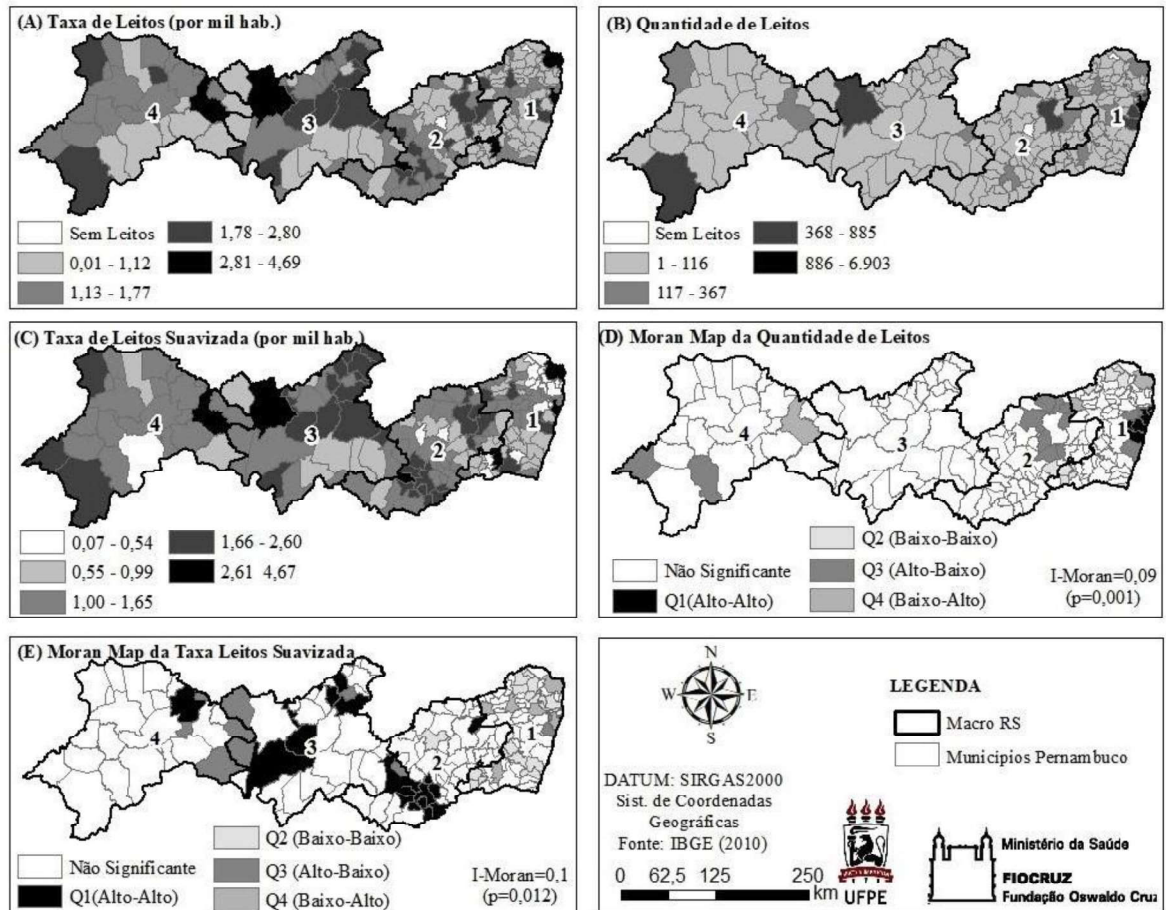 (A) Taxa de Leitos (por mil hab.)
4
3
2
1
Sem Leitos
0,01 - 1,12
1,13 - 1,77
1,78 - 2,80
2,81 - 4,69
(B) Quantidade de Leitos
4
3
2
1
Sem Leitos
1 - 116
117 - 367
368 - 885
886 - 6.903
(C) Taxa de Leitos Suavizada (por mil hab.)
4
3
2
1
0,07 - 0,54
0,55 - 0,99
1,00 - 1,65
1,66 - 2,60
2,61 4,67
(D) Moran Map da Quantidade de Leitos
4
3
2
1
Não Significante
Q1(Alto-Alto)
Q2 (Baixo-Baixo)
Q3 (Alto-Baixo)
Q4 (Baixo-Alto)
I-Moran=0,09
(p=0,001)
(E) Moran Map da Taxa Leitos Suavizada
4
3
2
1
Não Significante
Q1(Alto-Alto)
Q2 (Baixo-Baixo)
Q3 (Alto-Baixo)
Q4 (Baixo-Alto)
I-Moran=0,1
(p=0,012)
N
W E
S
LEGENDA
Macro RS
Municípios Pernambuco
DATUM: SIRGAS2000
Sist. de Coordenadas
Geográficas
Fonte: IBGE (2010)
0 62,5 125 250
km
UFPE
Ministério da Saúde
FIOCRUZ
Fundação Oswaldo Cruz